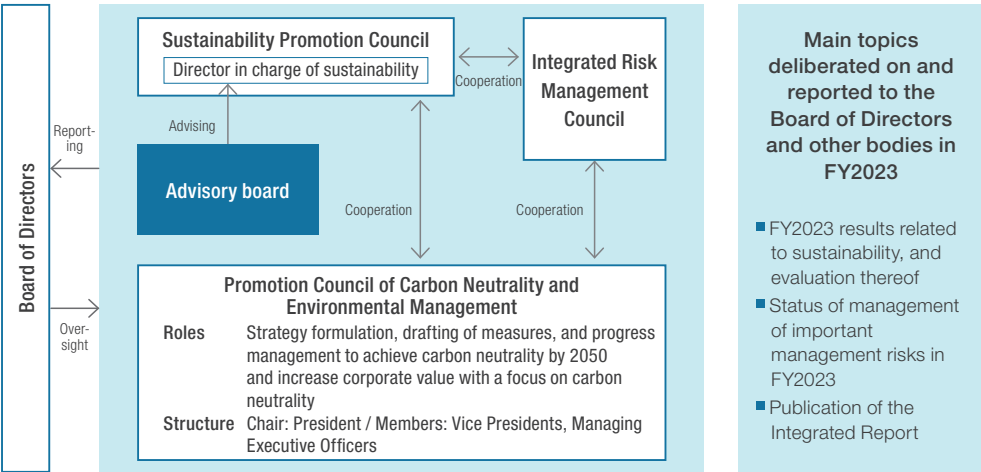 Board of Directors
Report-
ing
Over-
sight
Sustainability Promotion Council
Director in charge of sustainability
Advising
Advisory board
Cooperation
Integrated Risk
Management
Council
Cooperation
Cooperation
Promotion Council of Carbon Neutrality and
Environmental Management
Roles Strategy formulation, drafting of measures, and progress
management to achieve carbon neutrality by 2050
and increase corporate value with a focus on carbon
neutrality
Structure Chair: President / Members: Vice Presidents, Managing
Executive Officers
Main topics
deliberated on and
reported to the
Board of Directors
and other bodies in
FY2023
■ FY2023 results related
to sustainability, and
evaluation thereof
■ Status of management
of important
management risks in
FY2023
■ Publication of the
Integrated Report